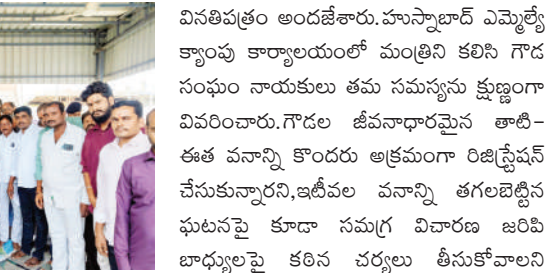 వినతిపత్రం అందజేశారు.హుస్నాబాద్ ఎమ్మెల్యే
క్యాంపు కార్యాలయంలో మంత్రిని కలిసి గౌడ
సంఘం నాయకులు తమ సమస్యను క్షుణ్ణంగా
వివరించారు.గౌడల జీవనాధారమైన తాటి–
ఈత వనాన్ని కొందరు అక్రమంగా రిజిస్ట్రేషన్
చేసుకున్నారని,ఇటీవల వనాన్ని తగలబెట్టిన
ఘటనపై కూడా సమగ్ర విచారణ జరిపి
బాధ్యులపై కఠిన చర్యలు తీసుకోవాలని